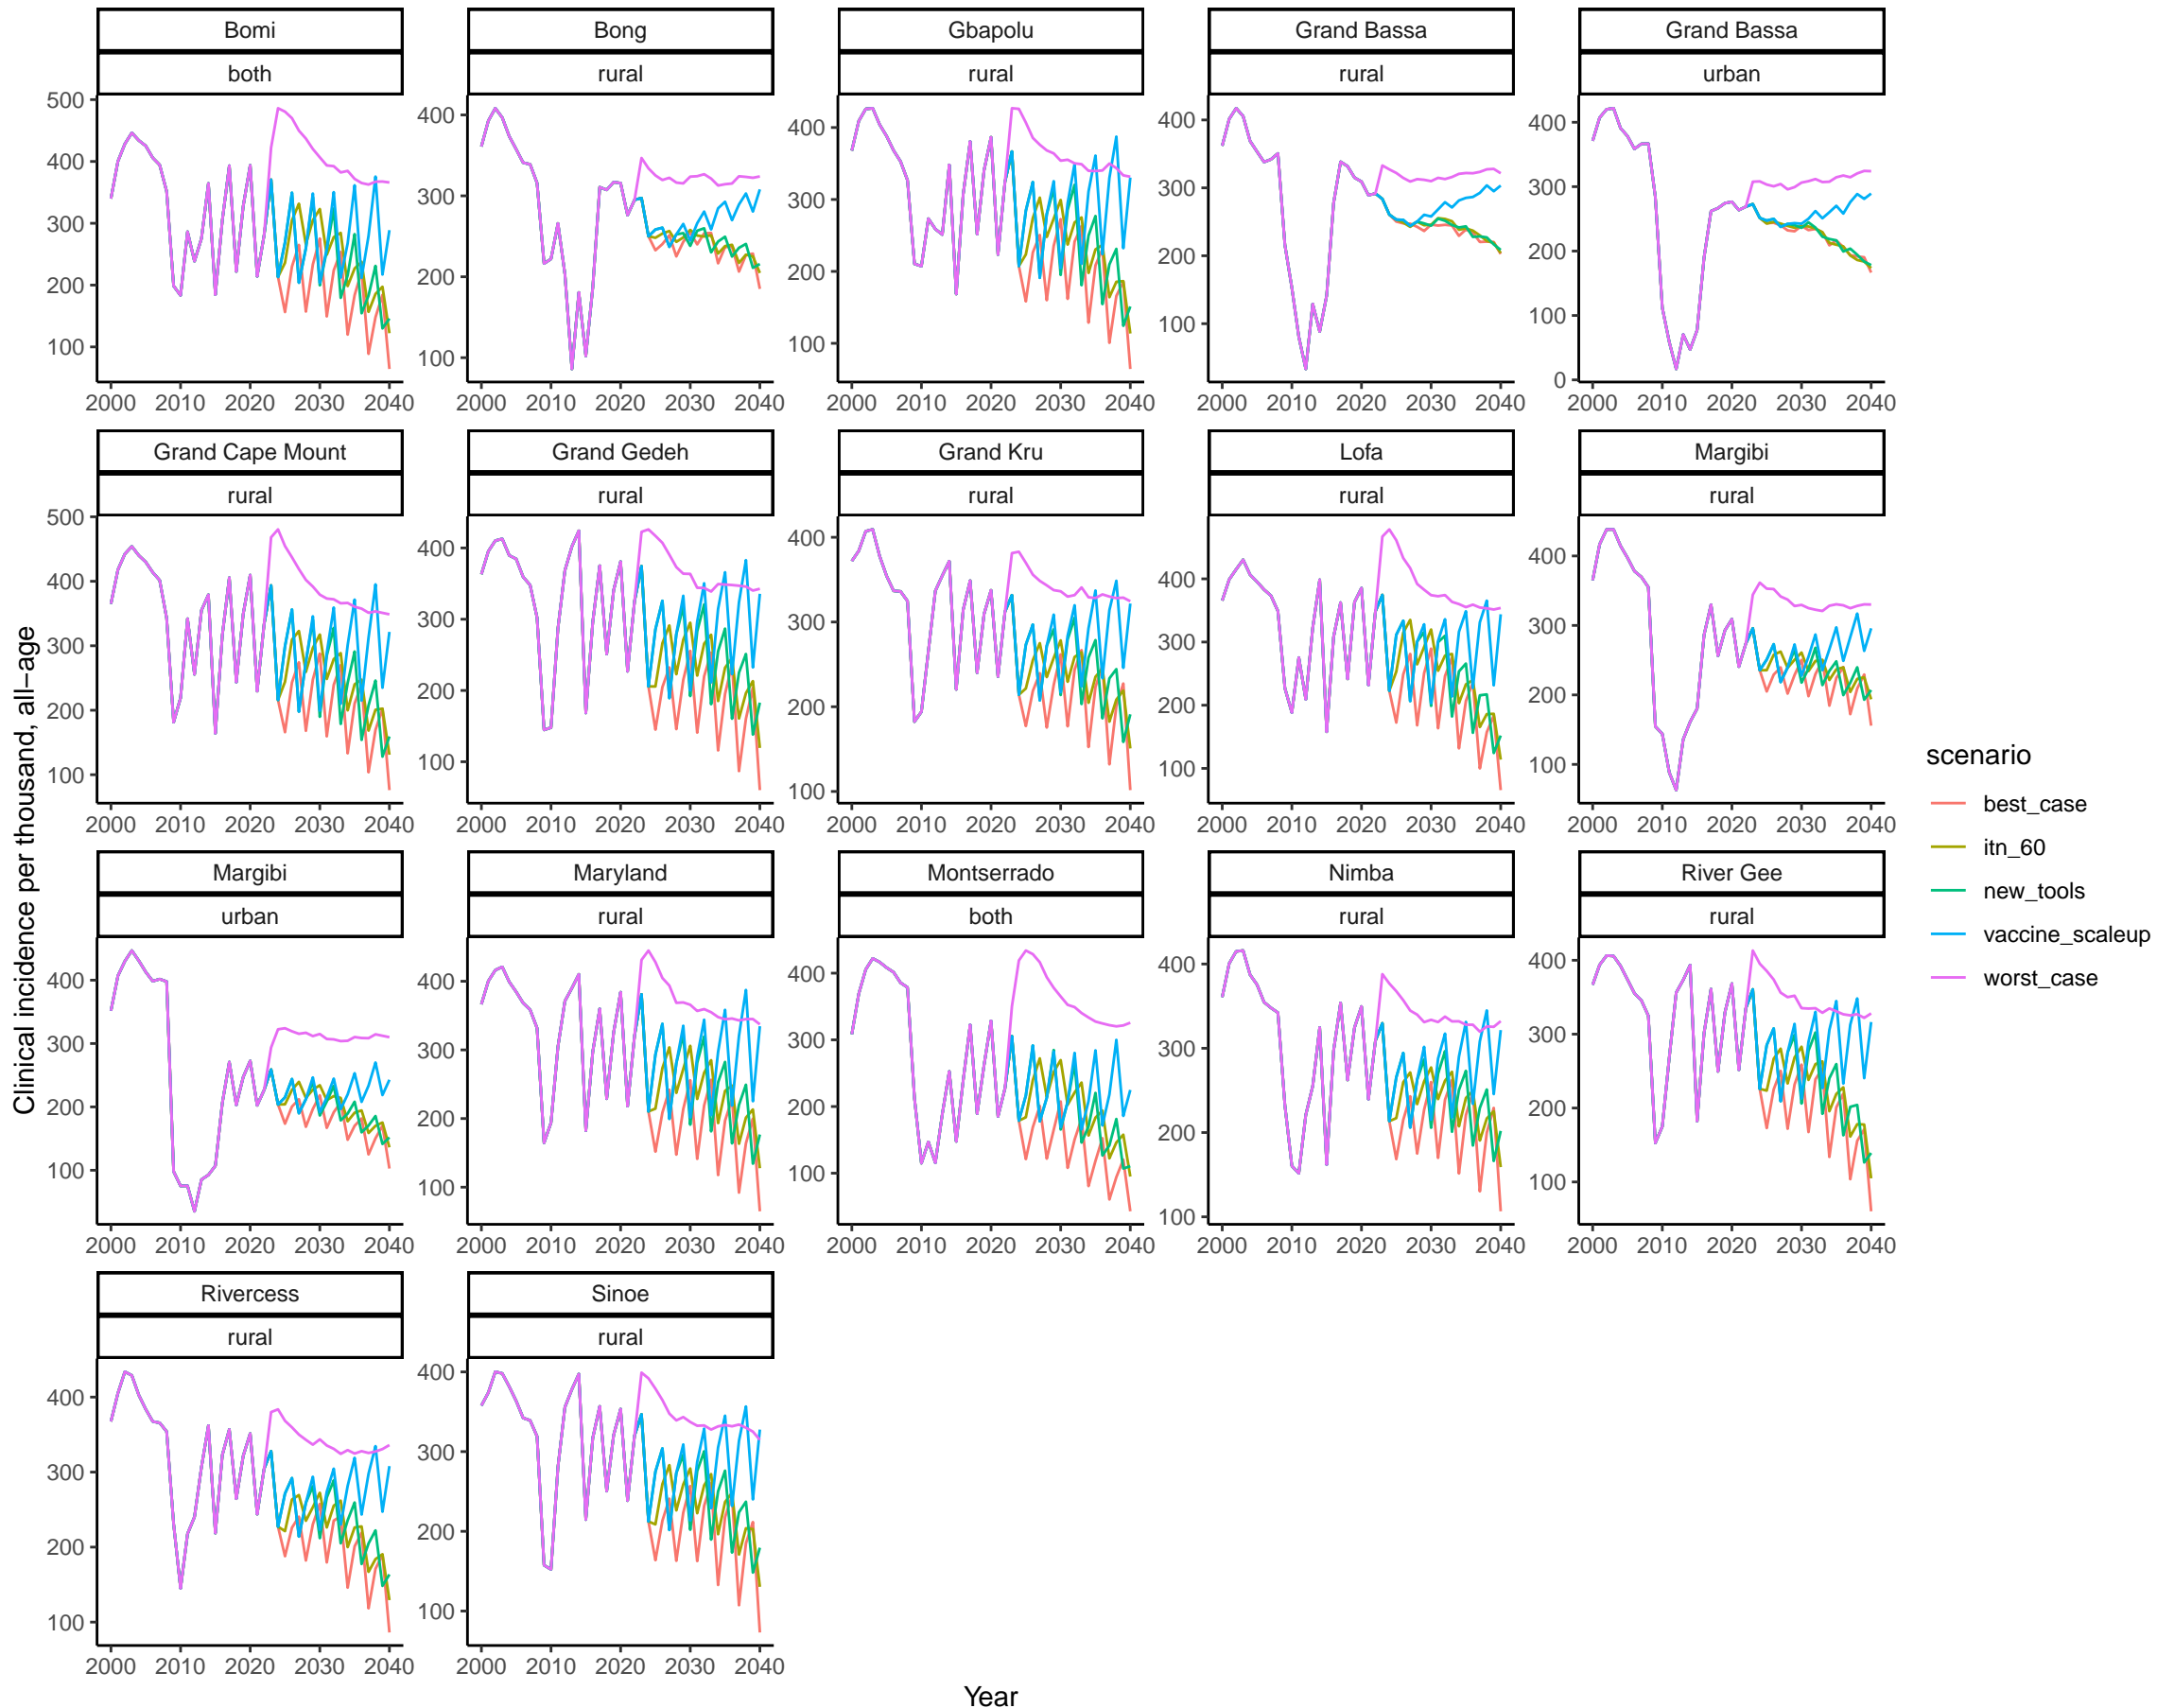 Bomi
both
Bong
rural
Gbapolu
rural
Grand Bassa
rural
Grand Bassa
urban
500
400
300
200
100
400
300
200
100
400
300
200
100
400
300
200
100
400
300
200
100
0
2000 2010 2020 2030 2040
2000 2010 2020 2030 2040
2000 2010 2020 2030 2040
2000 2010 2020 2030 2040
2000 2010 2020 2030 2040
Grand Cape Mount
rural
Grand Gedeh
rural
Grand Kru
rural
Lofa
rural
Margibi
rural
500
400
300
200
100
400
300
200
100
400
300
200
100
400
300
200
100
400
300
200
100
2000 2010 2020 2030 2040
2000 2010 2020 2030 2040
2000 2010 2020 2030 2040
2000 2010 2020 2030 2040
2000 2010 2020 2030 2040
Margibi
urban
Maryland
rural
Montserrado
both
Nimba
rural
River Gee
rural
400
300
200
100
400
300
200
100
400
300
200
100
400
300
200
100
400
300
200
100
2000 2010 2020 2030 2040
2000 2010 2020 2030 2040
2000 2010 2020 2030 2040
2000 2010 2020 2030 2040
2000 2010 2020 2030 2040
Rivercess
rural
Sinoe
rural
400
300
200
100
400
300
200
100
2000 2010 2020 2030 2040
2000 2010 2020 2030 2040
Year
Clinical incidence per thousand, all−age
scenario
best_case
itn_60
new_tools
vaccine_scaleup
worst_case